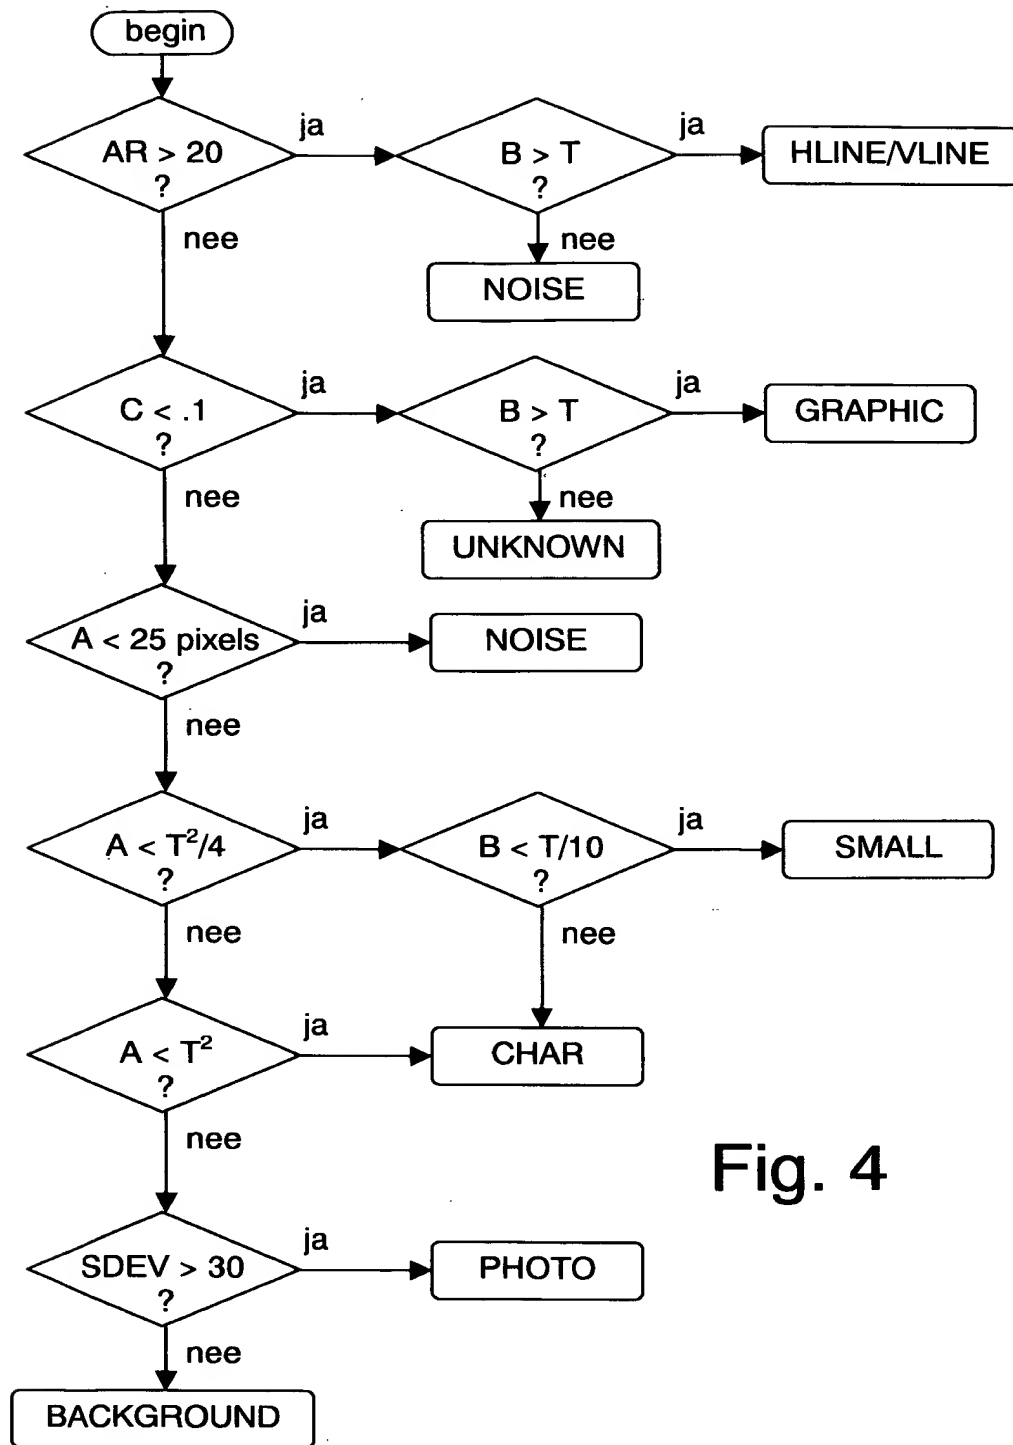 begin
AR > 20
?
ja
B > T
?
ja
HLINE/VLINE
nee
nee
NOISE
C < .1
?
ja
B > T
?
ja
GRAPHIC
nee
nee
UNKNOWN
A < 25 pixels
?
ja
NOISE
nee
A < T²/4
?
ja
B < T/10
?
ja
SMALL
nee
nee
A < T²
?
ja
CHAR
nee
Fig. 4
SDEV > 30
?
ja
PHOTO
nee
BACKGROUND